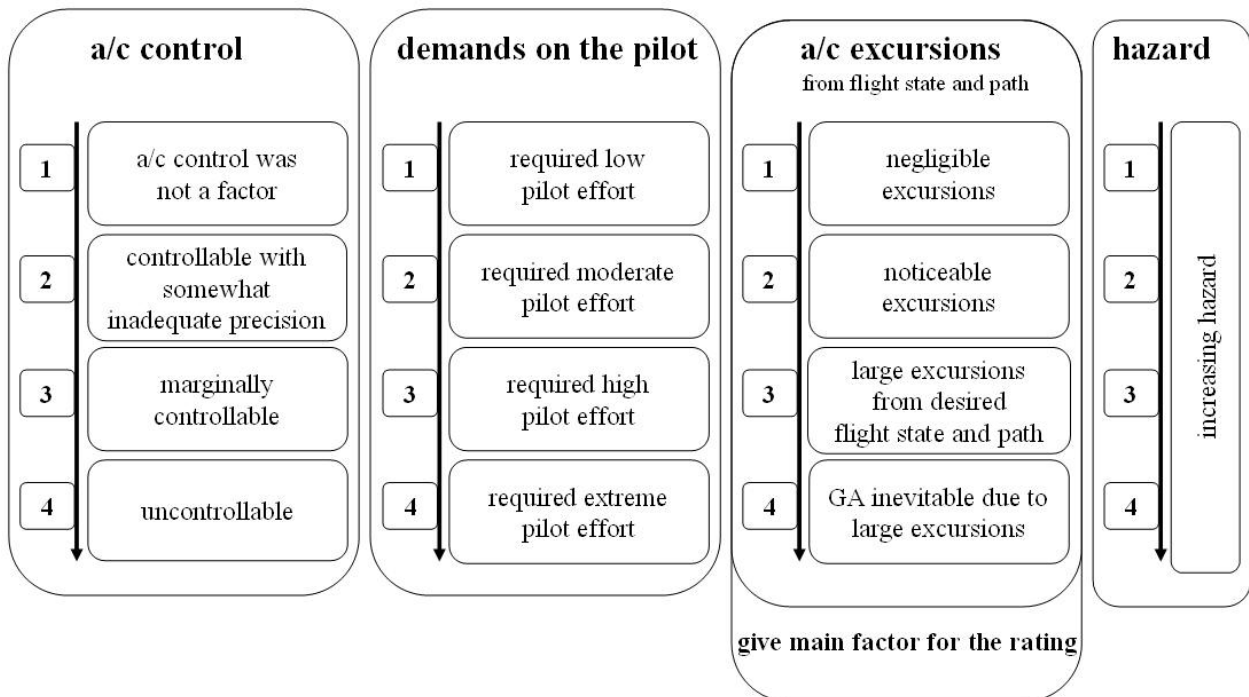 a/c control
1
a/c control was
not a factor
2
controllable with
somewhat
inadequate precision
3
marginally
controllable
4
uncontrollable
demands on the pilot
1
required low
pilot effort
2
required moderate
pilot effort
3
required high
pilot effort
4
required extreme
pilot effort
a/c excursions
from flight state and path
1
negligible
excursions
2
noticeable
excursions
3
large excursions
from desired
flight state and path
4
GA inevitable due to
large excursions
give main factor for the rating
hazard
1
2
3
4
increasing hazard